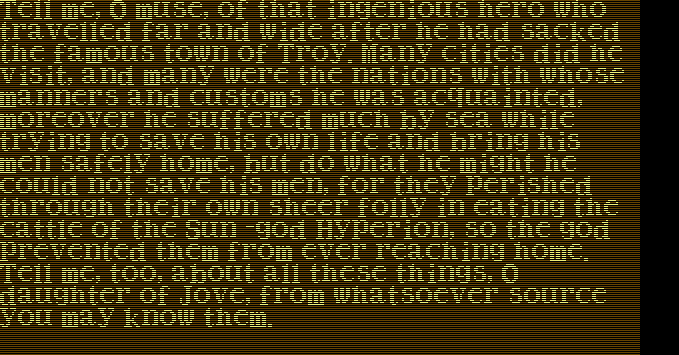 Tell me, O muse, of that ingenious hero who
travelled far and wide after he had sacked
the famous town of Troy. Many cities did he
visit, and many were the nations with whose
manners and customs he was acquainted,
moreover he suffered much by sea while
trying to save his own life and bring his
men safely home, but do what he might he
could not save his men, for they perished
through their own sheer folly in eating the
cattle of the Sun-god Hyperion, so the god
prevented them from ever reaching home.
Tell me, too, about all these things, O
daughter of Jove, from whatsoever source
you may know them.